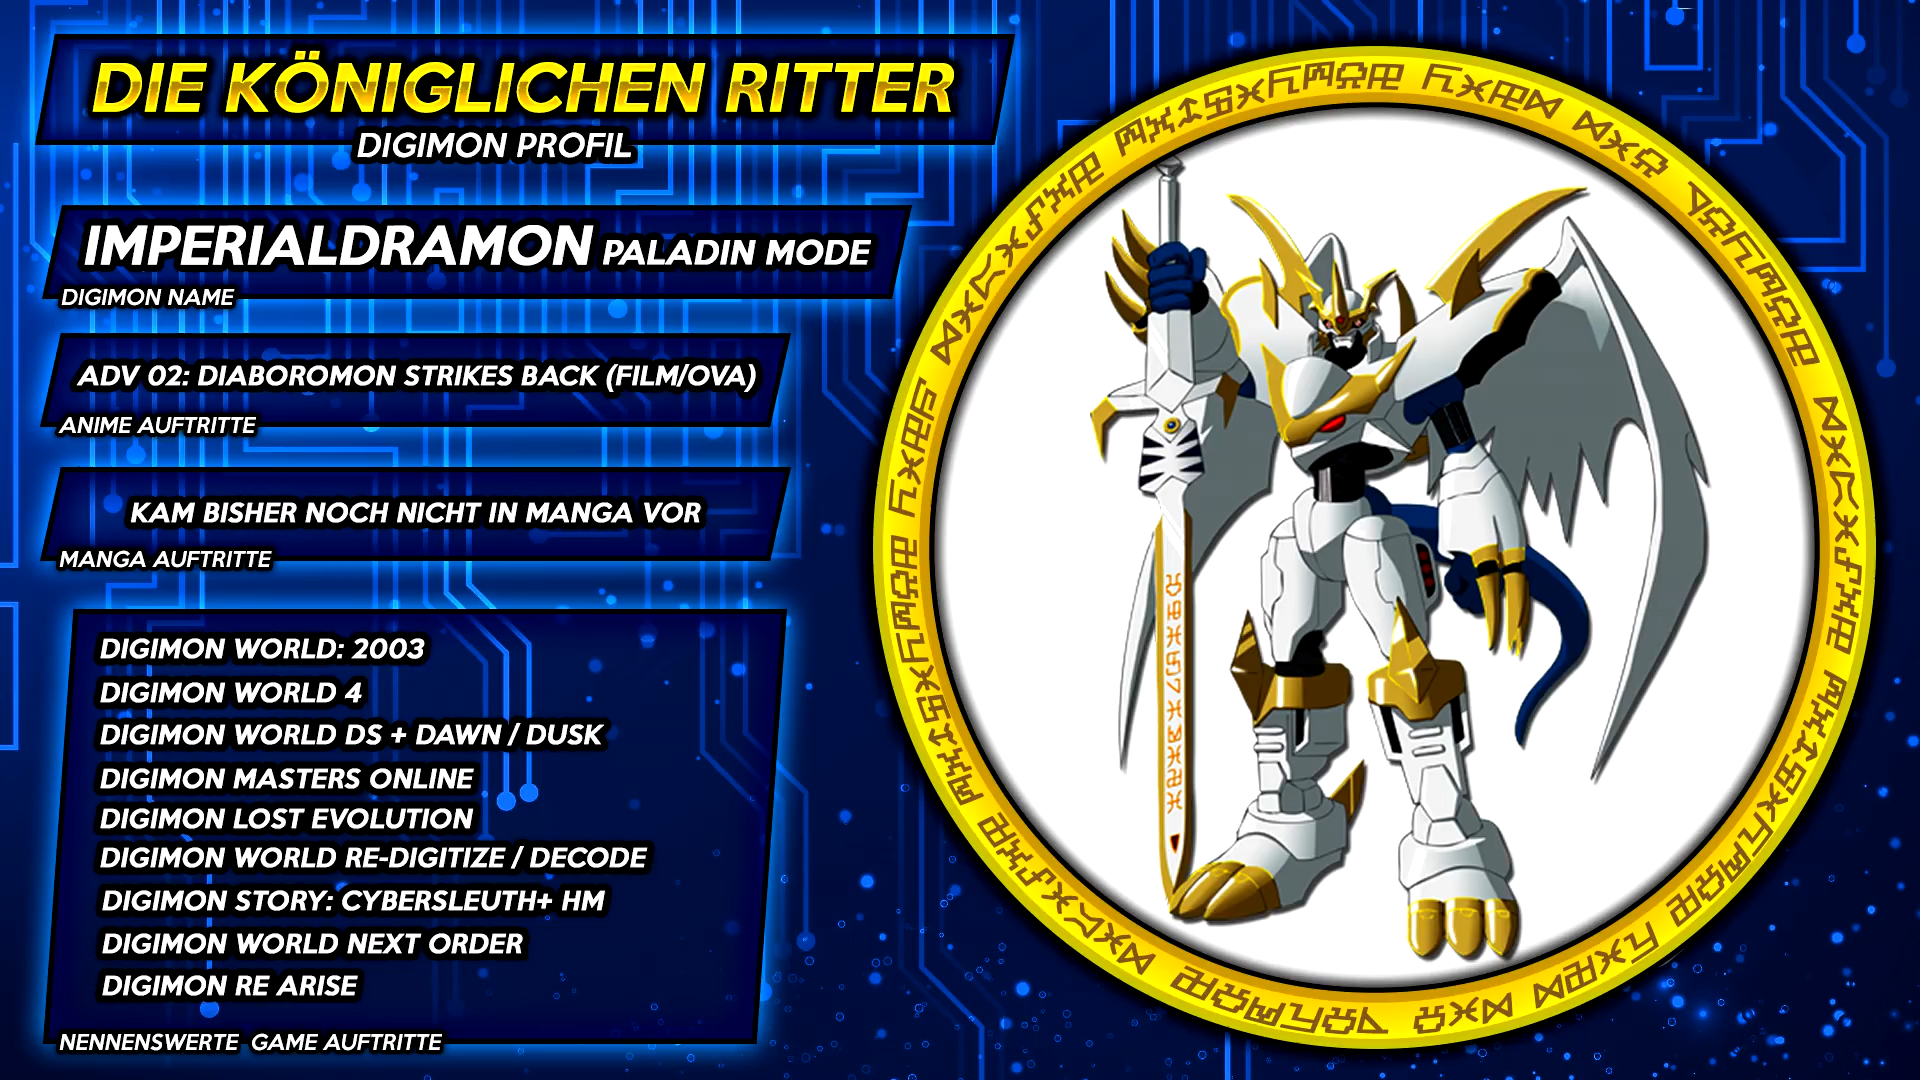 DIE KÖNIGLICHEN RITTER
DIGIMON PROFIL
IMPERIALDRAMON PALADIN MODE
DIGIMON NAME
ADV 02: DIABOROMON STRIKES BACK (FILM/OVA)
ANIME AUFTRITTE
KAM BISHER NOCH NICHT IN MANGA VOR
MANGA AUFTRITTE
DIGIMON WORLD: 2003
DIGIMON WORLD 4
DIGIMON WORLD DS + DAWN / DUSK
DIGIMON MASTERS ONLINE
DIGIMON LOST EVOLUTION
DIGIMON WORLD RE-DIGITIZE / DECODE
DIGIMON STORY: CYBERSLEUTH+ HM
DIGIMON WORLD NEXT ORDER
DIGIMON RE ARISE
NENNENSWERTE GAME AUFTRITTE